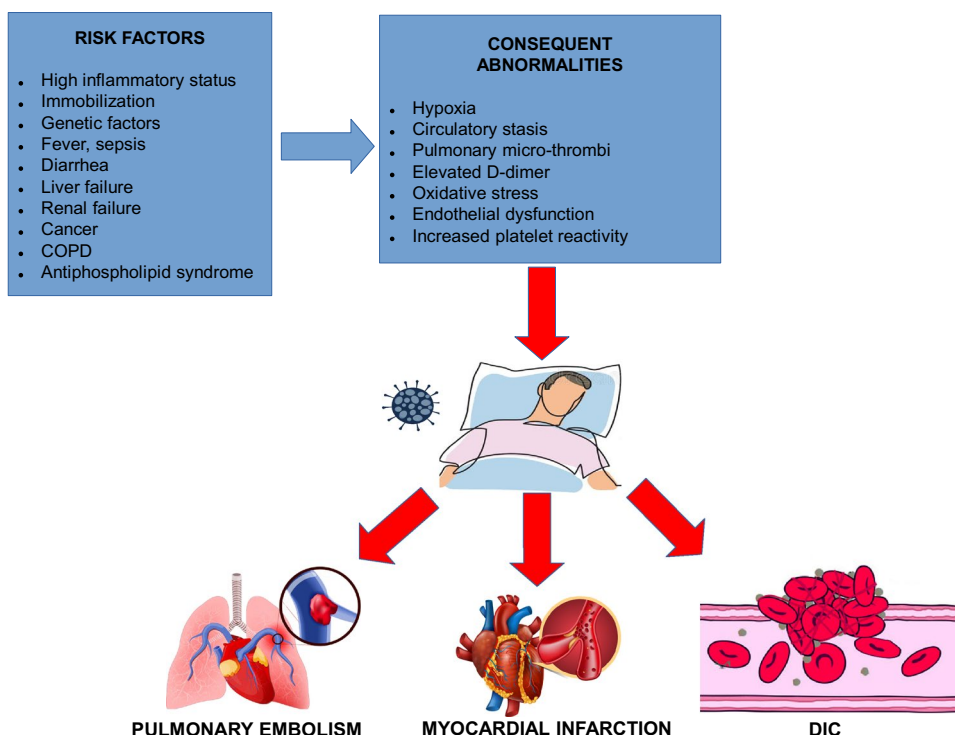 RISK FACTORS
• High inflammatory status
• Immobilization
• Genetic factors
• Fever, sepsis
• Diarrhea
• Liver failure
• Renal failure
• Cancer
• COPD
• Antiphospholipid syndrome
CONSEQUENT
ABNORMALITIES
• Hypoxia
• Circulatory stasis
• Pulmonary micro-thrombi
• Elevated D-dimer
• Oxidative stress
• Endothelial dysfunction
• Increased platelet reactivity
PULMONARY EMBOLISM
MYOCARDIAL INFARCTION
DIC